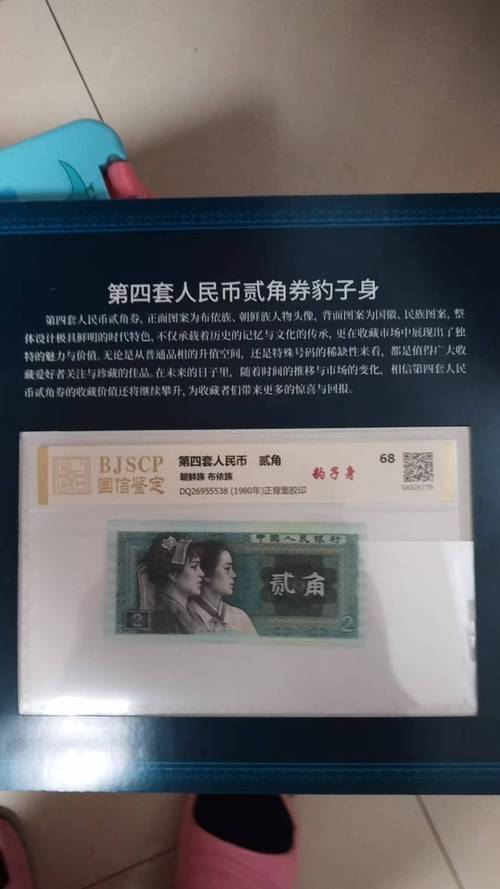 第四套人民币贰角券豹子身
第四套人民币贰角券,正面图案为布依族、朝鲜族人物头像,背面图案为国徽、民族图案,整
体设计极具鲜明的时代特色,不仅承载着历史的记忆与文化的传承,更在收藏市场中展现出了独
特的魅力与价值。无论是从普通品相的升值空间,还是特殊号码的稀缺性来看,都是值得广大收
藏爱好者关注与珍藏的佳品。在未来的日子里,随着时间的推移与市场的变化,相信第四套人民
币贰角券的收藏价值还将继续攀升,为收藏者们带来更多的惊喜与回报。
BJSCP
国信鉴定
第四套人民币 贰角
朝鲜族 布依族
DQ26955538 (1980年)正背面胶印
豹子身
68
中国人民银行
贰角
2
2